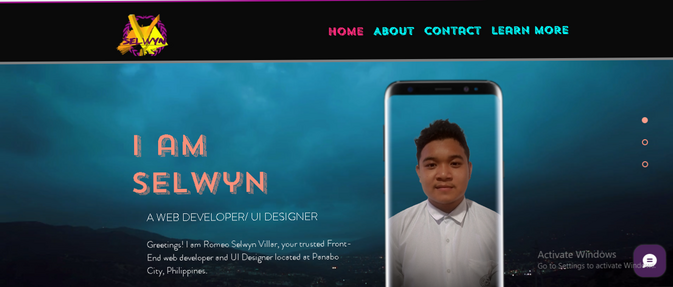 SELWYN
HOME ABOUT CONTACT LEARN MORE
I AM
SELWYN
A WEB DEVELOPER/ UI DESIGNER
Greetings! I am Romeo Selwyn Villar, your trusted Front-
End web developer and UI Designer located at Panabo
City, Philippines.
Activate Windows
Go to Settings to activate Windows